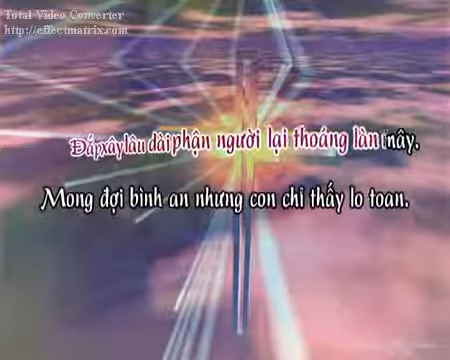 Total Video Converter
http://effectmatrix.com
Đắp xây lâu dài phận người lại thoáng làn mây.
Mong đợi bình an nhưng con chỉ thấy lo toan.